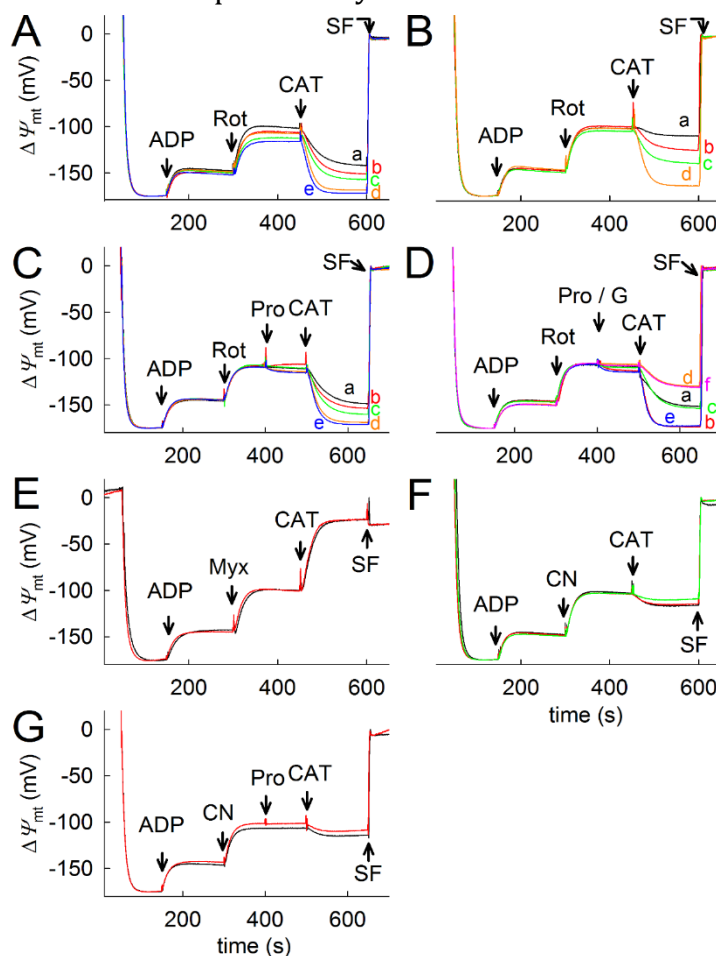 A
SF
CAT
Rot
ADP
a
b
c
d
e
ΔΨmt (mV)
0
-50
-100
-150
200 400 600
B
SF
CAT
Rot
ADP
a
b
c
d
200 400 600
C
SF
Pro CAT
Rot
ADP
a
b
c
d
e
ΔΨmt (mV)
0
-50
-100
-150
200 400 600
D
SF
Pro / G
CAT
Rot
ADP
d
f
a
c
e
b
200 400 600
E
CAT
Myx
ADP
SF
ΔΨmt (mV)
0
-50
-100
-150
200 400 600
F
CAT
CN
ADP
SF
200 400 600
time (s)
G
Pro CAT
CN
ADP
SF
ΔΨmt (mV)
0
-50
-100
-150
200 400 600
time (s)